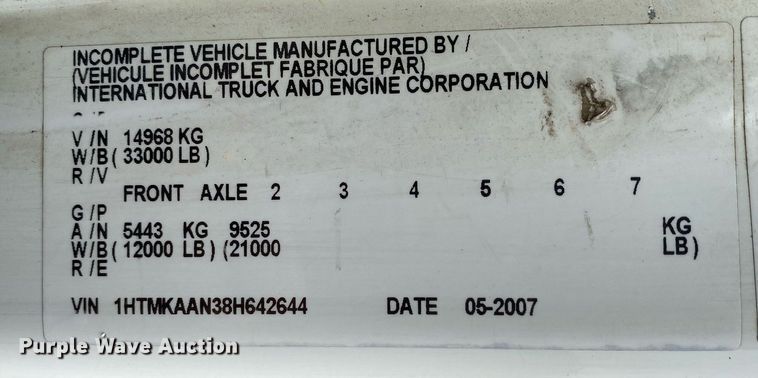 INCOMPLETE VEHICLE MANUFACTURED BY /
(VEHICULE INCOMPLET FABRIQUE PAR)
INTERNATIONAL TRUCK AND ENGINE CORPORATION
V /N 14968 KG
W/B ( 33000 LB )
R /V
FRONT AXLE 2 3 4 5 6 7
G /P
A /N 5443 KG 9525 KG
W/B ( 12000 LB ) (21000 LB )
R /E
VIN 1HTMKAAN38H642644 DATE 05-2007
Purple Wave Auction